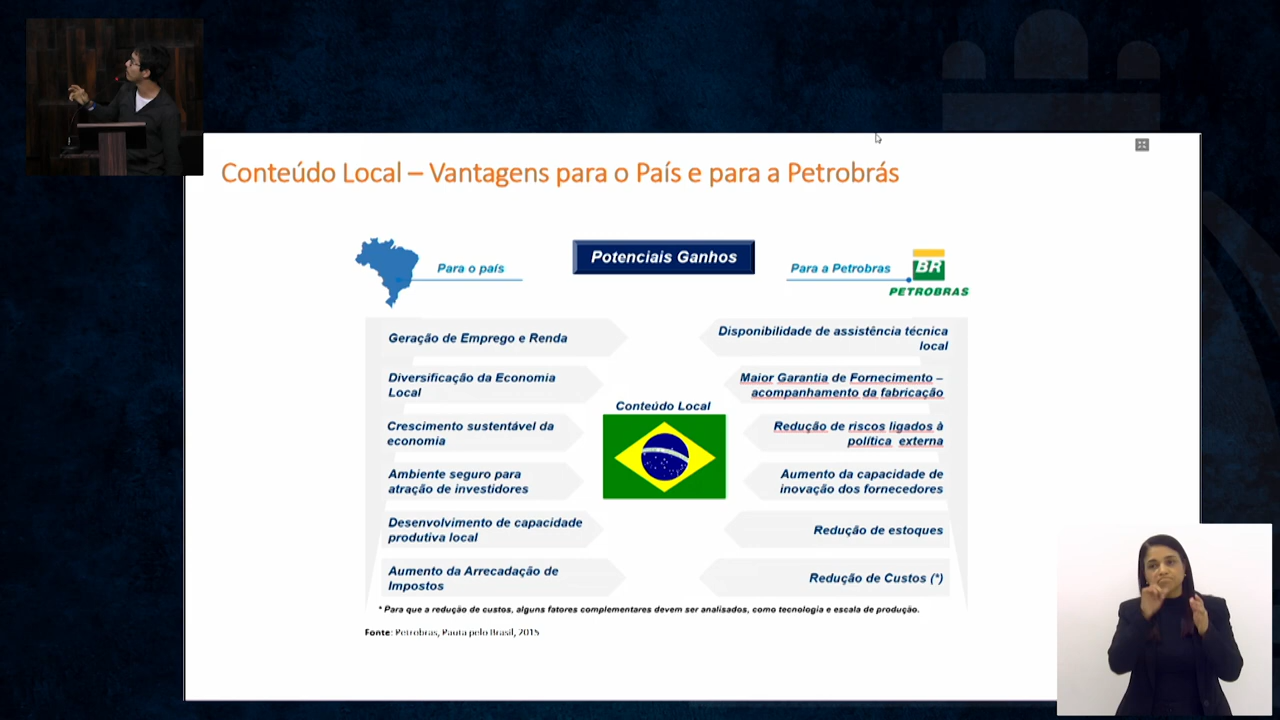 Conteúdo Local – Vantagens para o País e para a Petrobrás
Potenciais Ganhos
Para o país
Para a Petrobras
BR
PETROBRAS
Geração de Emprego e Renda
Diversificação da Economia
Local
Crescimento sustentável da
economia
Ambiente seguro para
atração de investidores
Desenvolvimento de capacidade
produtiva local
Aumento da Arrecadação de
Impostos
Conteúdo Local
Disponibilidade de assistência técnica
local
Maior Garantia de Fornecimento –
acompanhamento da fabricação
Redução de riscos ligados à
política externa
Aumento da capacidade de
inovação dos fornecedores
Redução de estoques
Redução de Custos (*)
* Para que a redução de custos, alguns fatores complementares devem ser analisados, como tecnologia e escala de produção.
Fonte: Petrobras, Pauta pelo Brasil, 2015